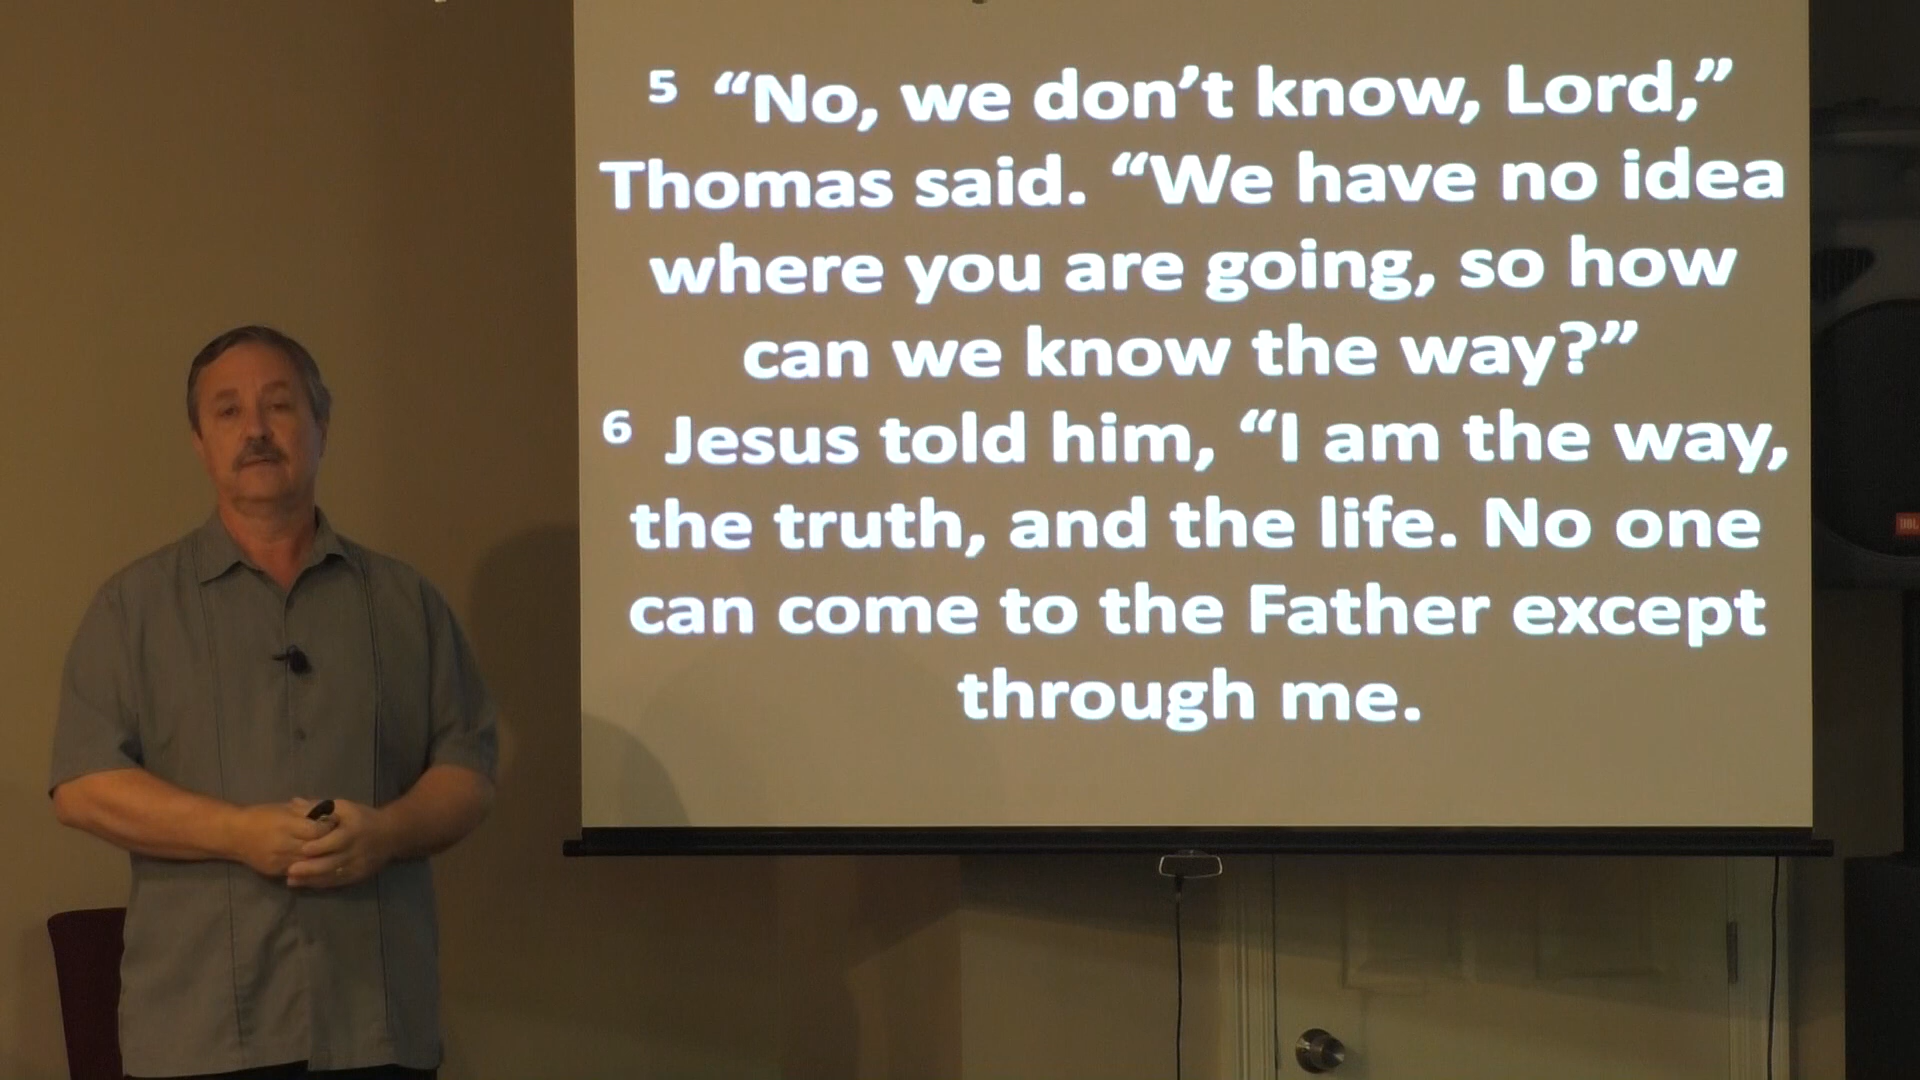 5 “No, we don’t know, Lord,”
Thomas said. “We have no idea
where you are going, so how
can we know the way?”
6 Jesus told him, “I am the way,
the truth, and the life. No one
can come to the Father except
through me.
JBL